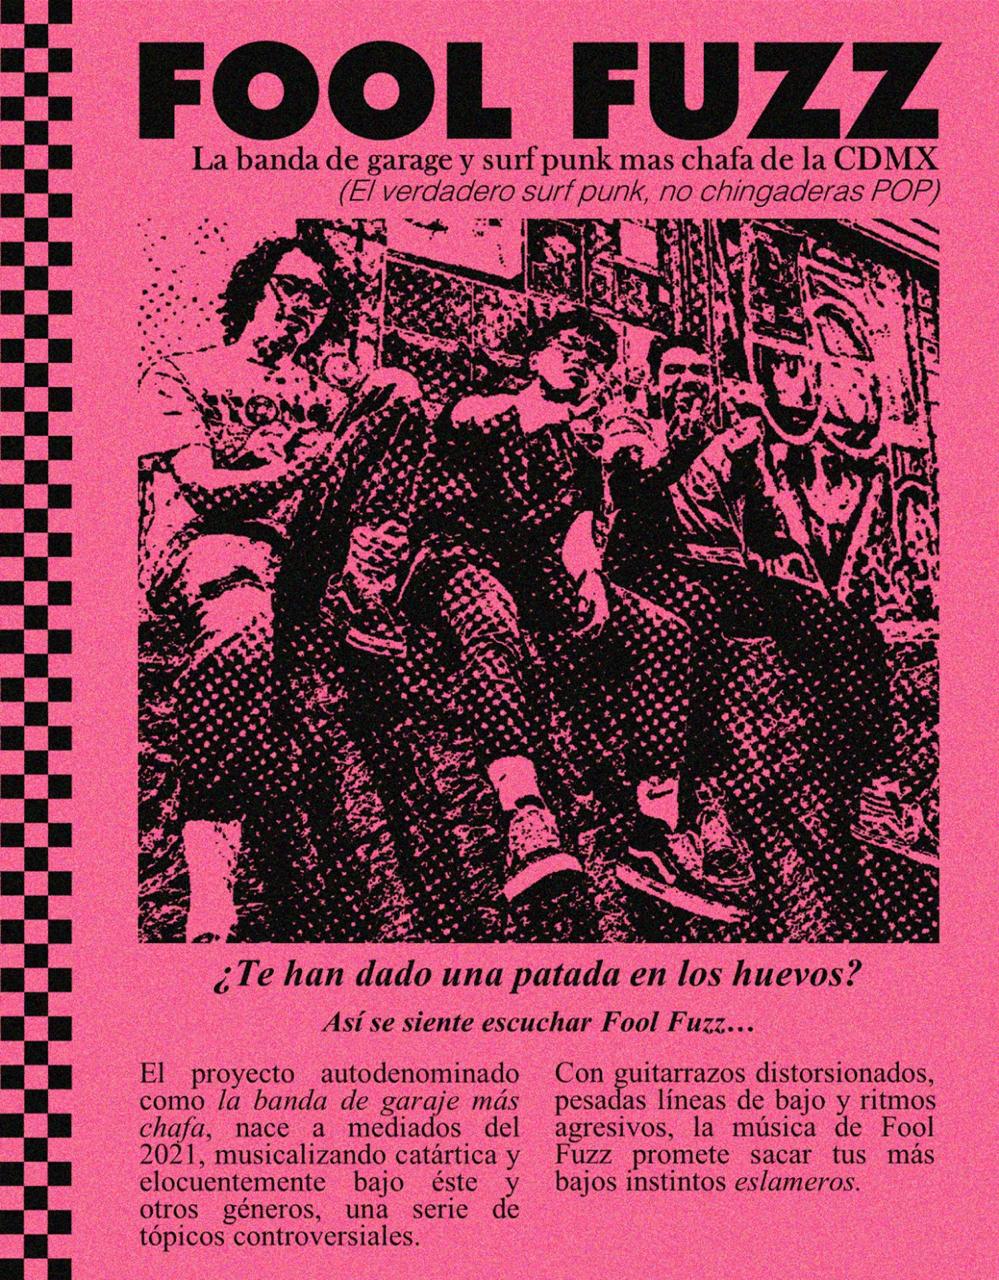 FOOL FUZZ
La banda de garage y surf punk mas chafa de la CDMX
(El verdadero surf punk, no chingaderas POP)
¿Te han dado una patada en los huevos?
Así se siente escuchar Fool Fuzz...
El proyecto autodenominado
como la banda de garaje más
chafa, nace a mediados del
2021, musicalizando catártica y
elocuentemente bajo éste y
otros géneros, una serie de
tópicos controversiales.
Con guitarrazos distorsionados,
pesadas líneas de bajo y ritmos
agresivos, la música de Fool
Fuzz promete sacar tus más
bajos instintos eslameros.